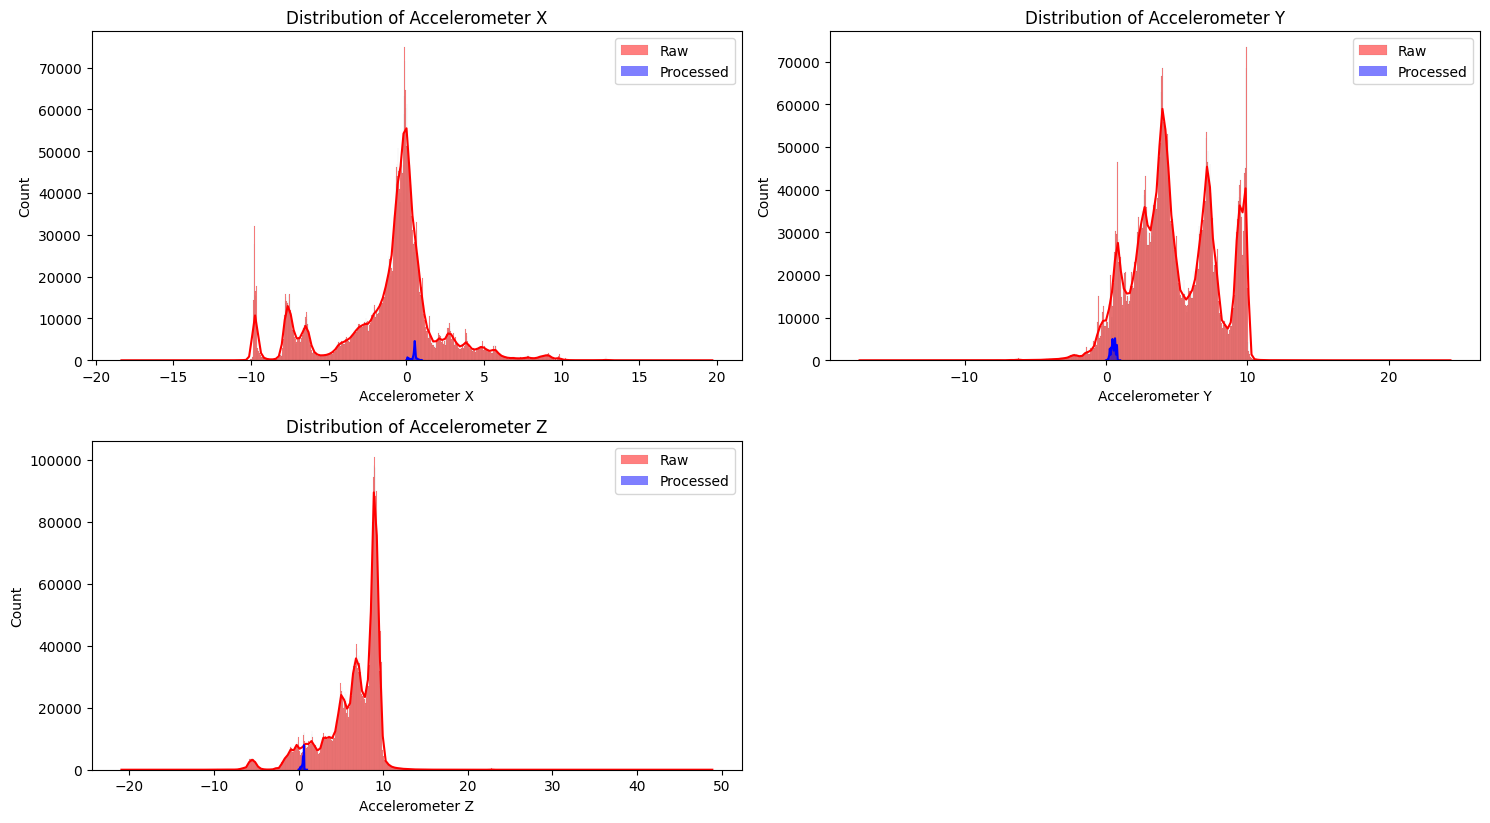 Distribution of Accelerometer X
Raw
Processed
70000
60000
50000
40000
30000
20000
10000
0
Count
−20
−15
−10
−5
0
5
10
15
20
Accelerometer X
Distribution of Accelerometer Y
Raw
Processed
70000
60000
50000
40000
30000
20000
10000
0
Count
−10
0
10
20
Accelerometer Y
Distribution of Accelerometer Z
Raw
Processed
100000
80000
60000
40000
20000
0
Count
−20
−10
0
10
20
30
40
50
Accelerometer Z